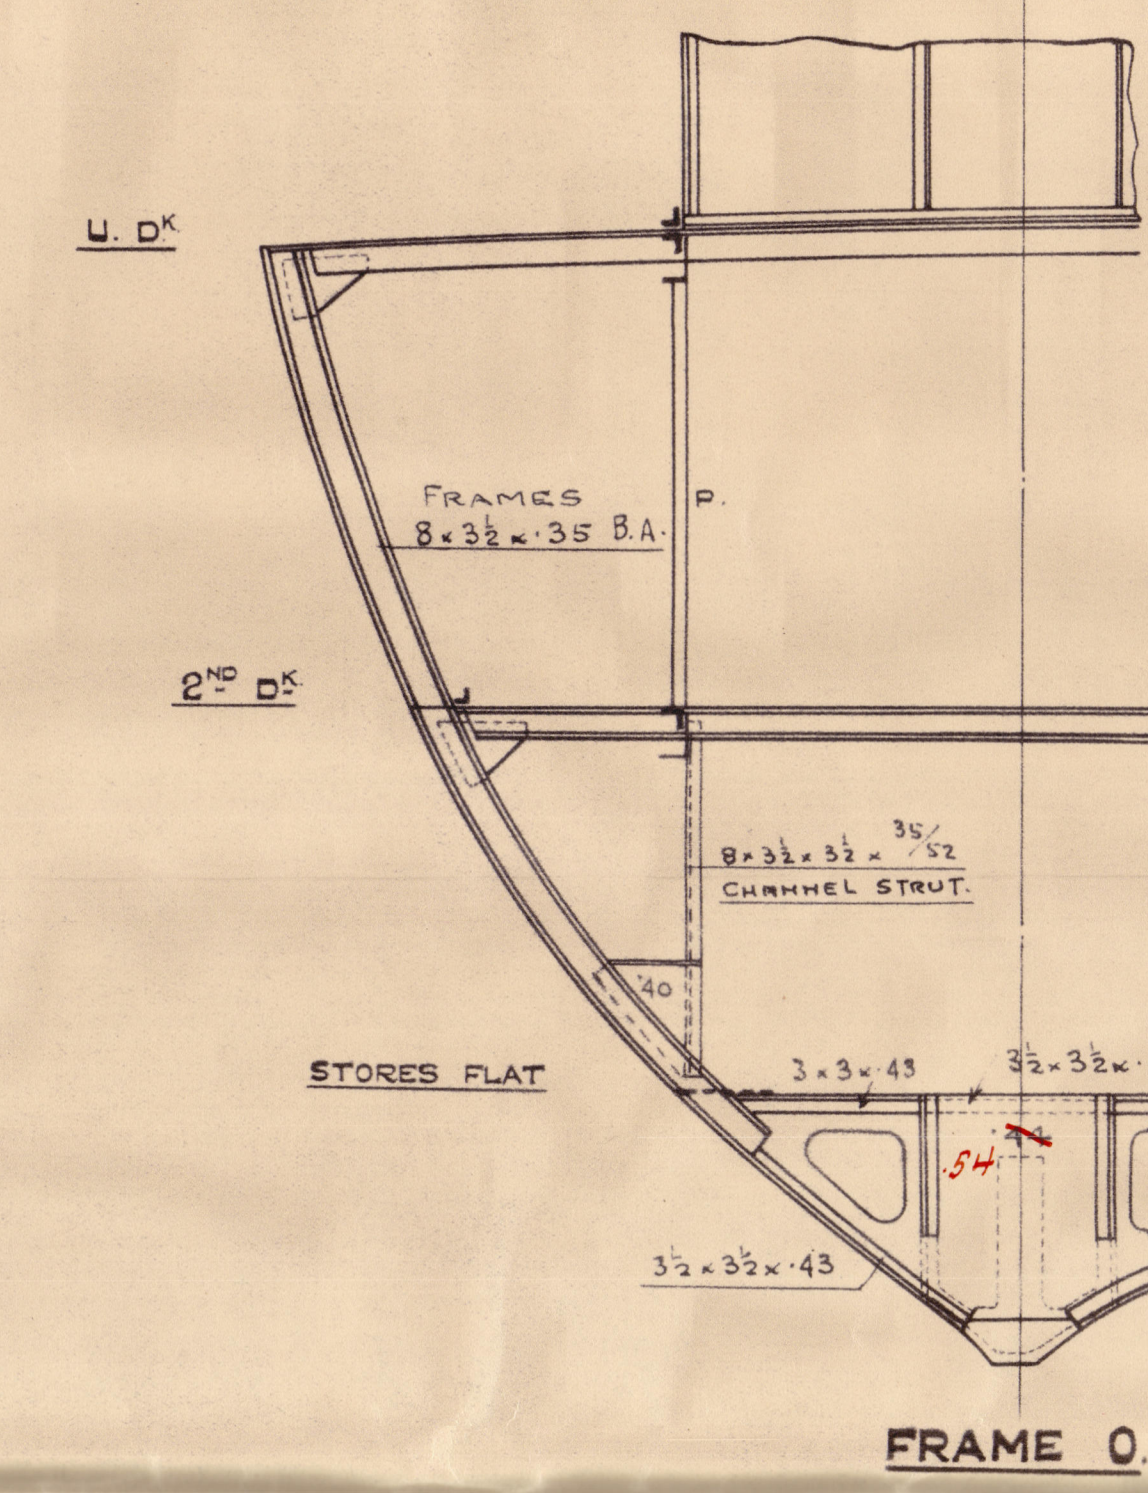 U. DK.
FRAMES
P.
8 x 3½ x ·35 B.A.
2ND DK.
8 x 3½ x 3½ x 35/52
CHANNEL STRUT.
·40
STORES FLAT
3 x 3 x ·43
3½ x 3½ x ·
·44
.54
3½ x 3½ x ·43
FRAME 0.